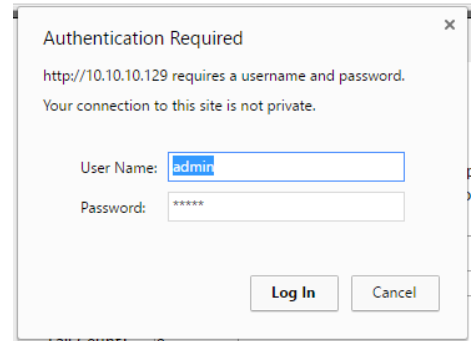 Authentication Required
×
http://10.10.10.129 requires a username and password.
Your connection to this site is not private.
User Name: admin
Password: *****
Log In Cancel